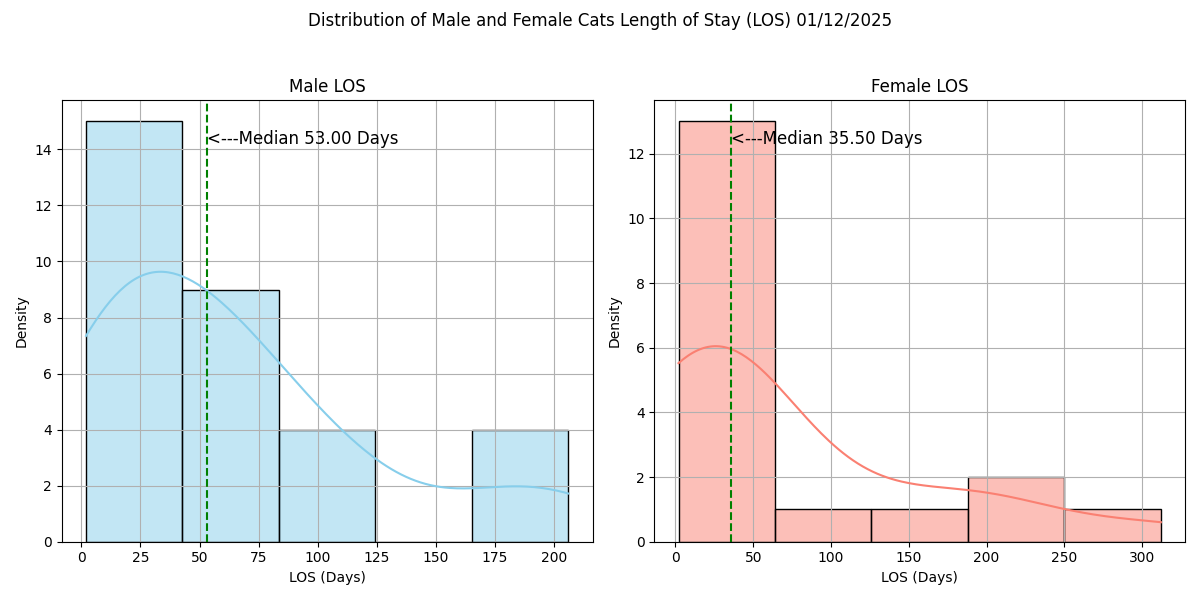 Distribution of Male and Female Cats Length of Stay (LOS) 01/12/2025
Male LOS
<---Median 53.00 Days
Density
14
12
10
8
6
4
2
0
0 25 50 75 100 125 150 175 200
LOS (Days)
Female LOS
<---Median 35.50 Days
Density
12
10
8
6
4
2
0
0 50 100 150 200 250 300
LOS (Days)